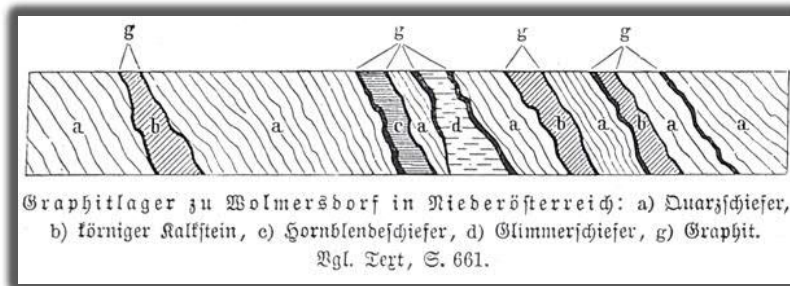 g g g g
a b a c a d a b a b a a
Graphitlager zu Wolmersdorf in Niederösterreich: a) Quarzschiefer,
b) körniger Kalkstein, c) Hornblendeschiefer, d) Glimmerschiefer, g) Graphit.
Vgl. Text, S. 661.